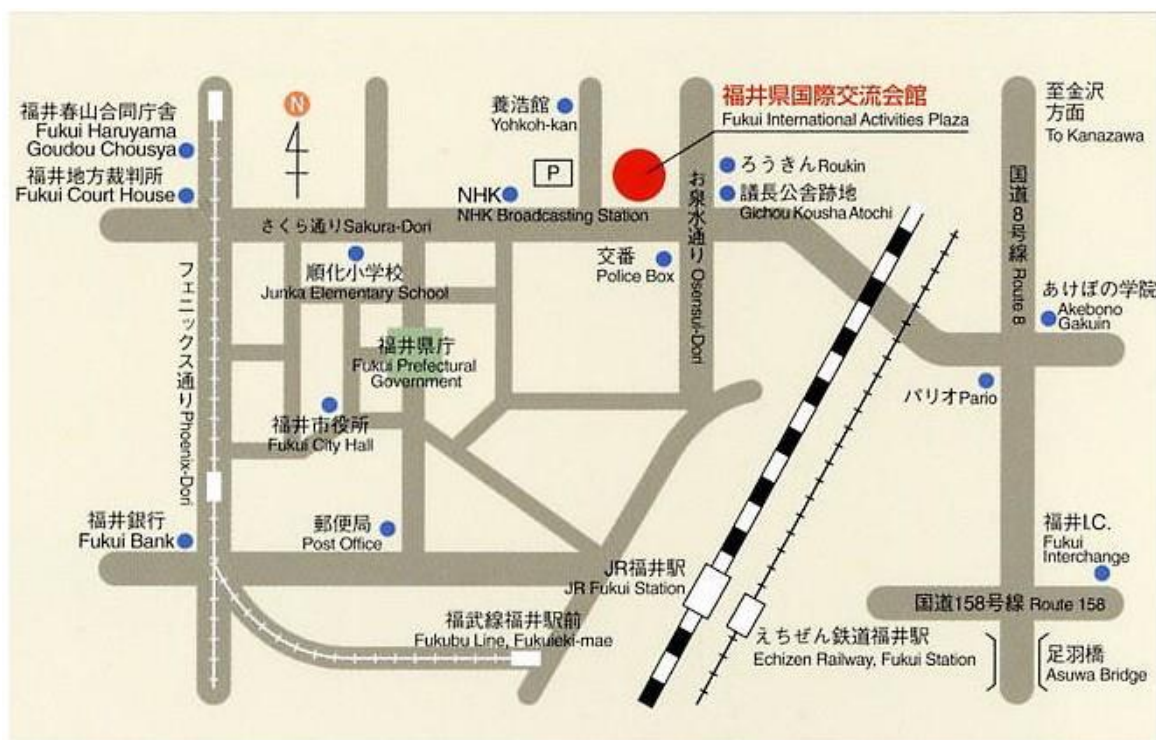 福井春山合同庁舎
Fukui Haruyama
Goudou Chousya
福井地方裁判所
Fukui Court House
N
養浩館
Yohkoh-kan
P
NHK
NHK Broadcasting Station
福井県国際交流会館
Fukui International Activities Plaza
ろうきん Roukin
議長公舎跡地
Gichou Kousha Atochi
至金沢
方面
To Kanazawa
さくら通り Sakura-Dori
順化小学校
Junka Elementary School
交番
Police Box
お泉水通り Osensui-Dori
国道8号線 Route 8
あけぼの学院
Akebono
Gakuin
フェニックス通り Phoenix-Dori
福井県庁
Fukui Prefectural
Government
パリオ Pario
福井市役所
Fukui City Hall
福井銀行
Fukui Bank
郵便局
Post Office
福井I.C.
Fukui
Interchange
JR福井駅
JR Fukui Station
国道158号線 Route 158
福武線福井駅前
Fukubu Line, Fukuieki-mae
えちぜん鉄道福井駅
Echizen Railway, Fukui Station
足羽橋
Asuwa Bridge